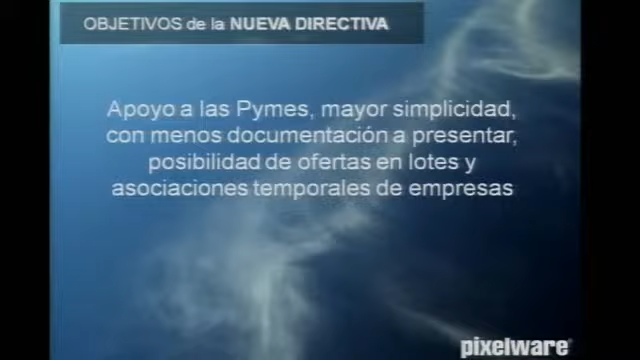 OBJETIVOS de la NUEVA DIRECTIVA
Apoyo a las Pymes, mayor simplicidad,
con menos documentación a presentar,
posibilidad de ofertas en lotes y
asociaciones temporales de empresas
pixelware